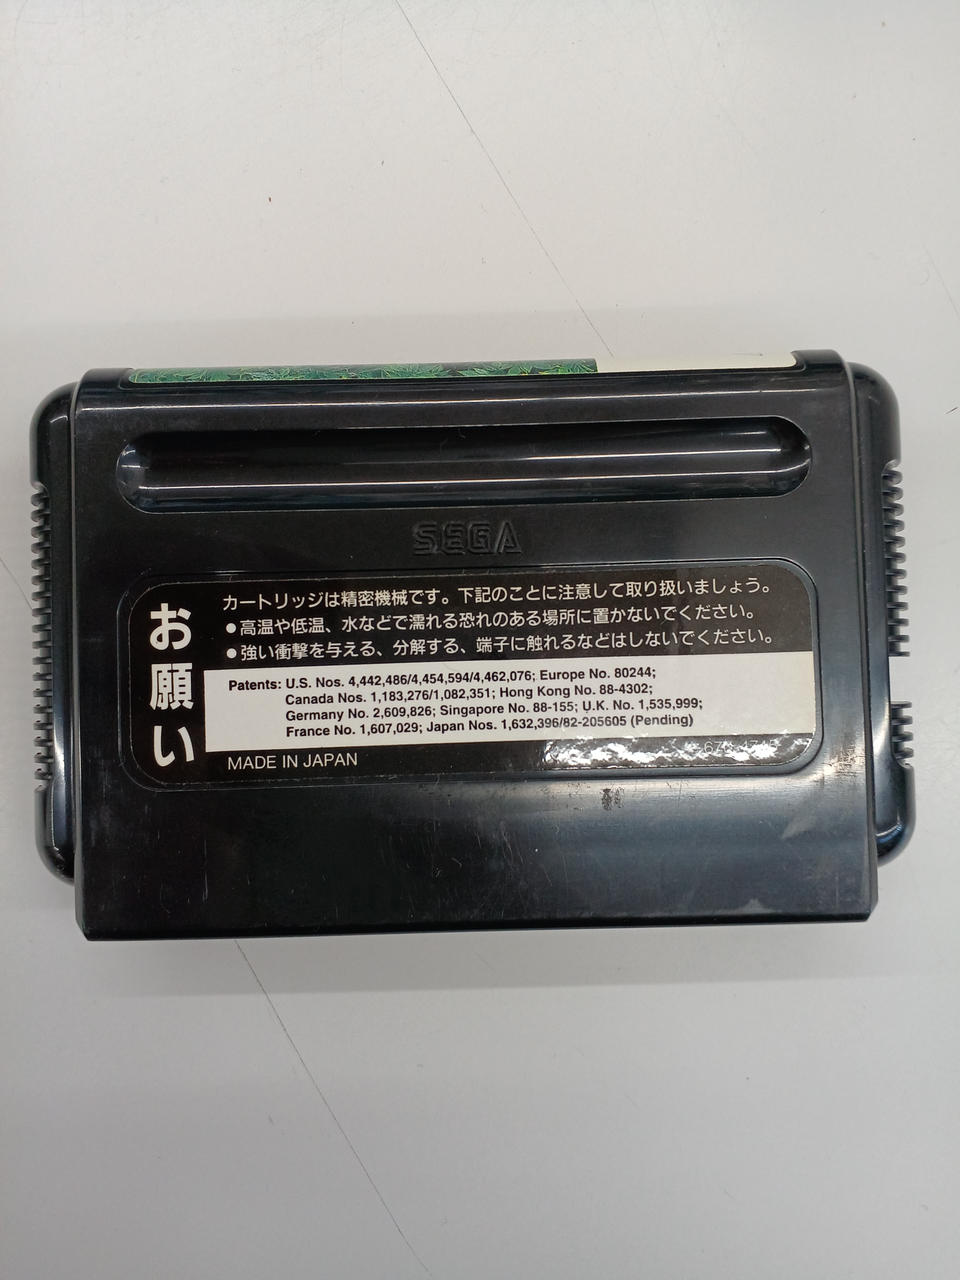 SEGA
お願い
カートリッジは精密機械です。下記のことに注意して取り扱いましょう。
●高温や低温、水などで濡れる恐れのある場所に置かないでください。
●強い衝撃を与える、分解する、端子に触れるなどはしないでください。
Patents: U.S. Nos. 4,442,486/4,454,594/4,462,076; Europe No. 80244;
Canada Nos. 1,183,276/1,082,351; Hong Kong No. 88-4302;
Germany No. 2,609,826; Singapore No. 88-155; U.K. No. 1,535,999;
France No. 1,607,029; Japan Nos. 1,632,396/82-205605 (Pending)
MADE IN JAPAN